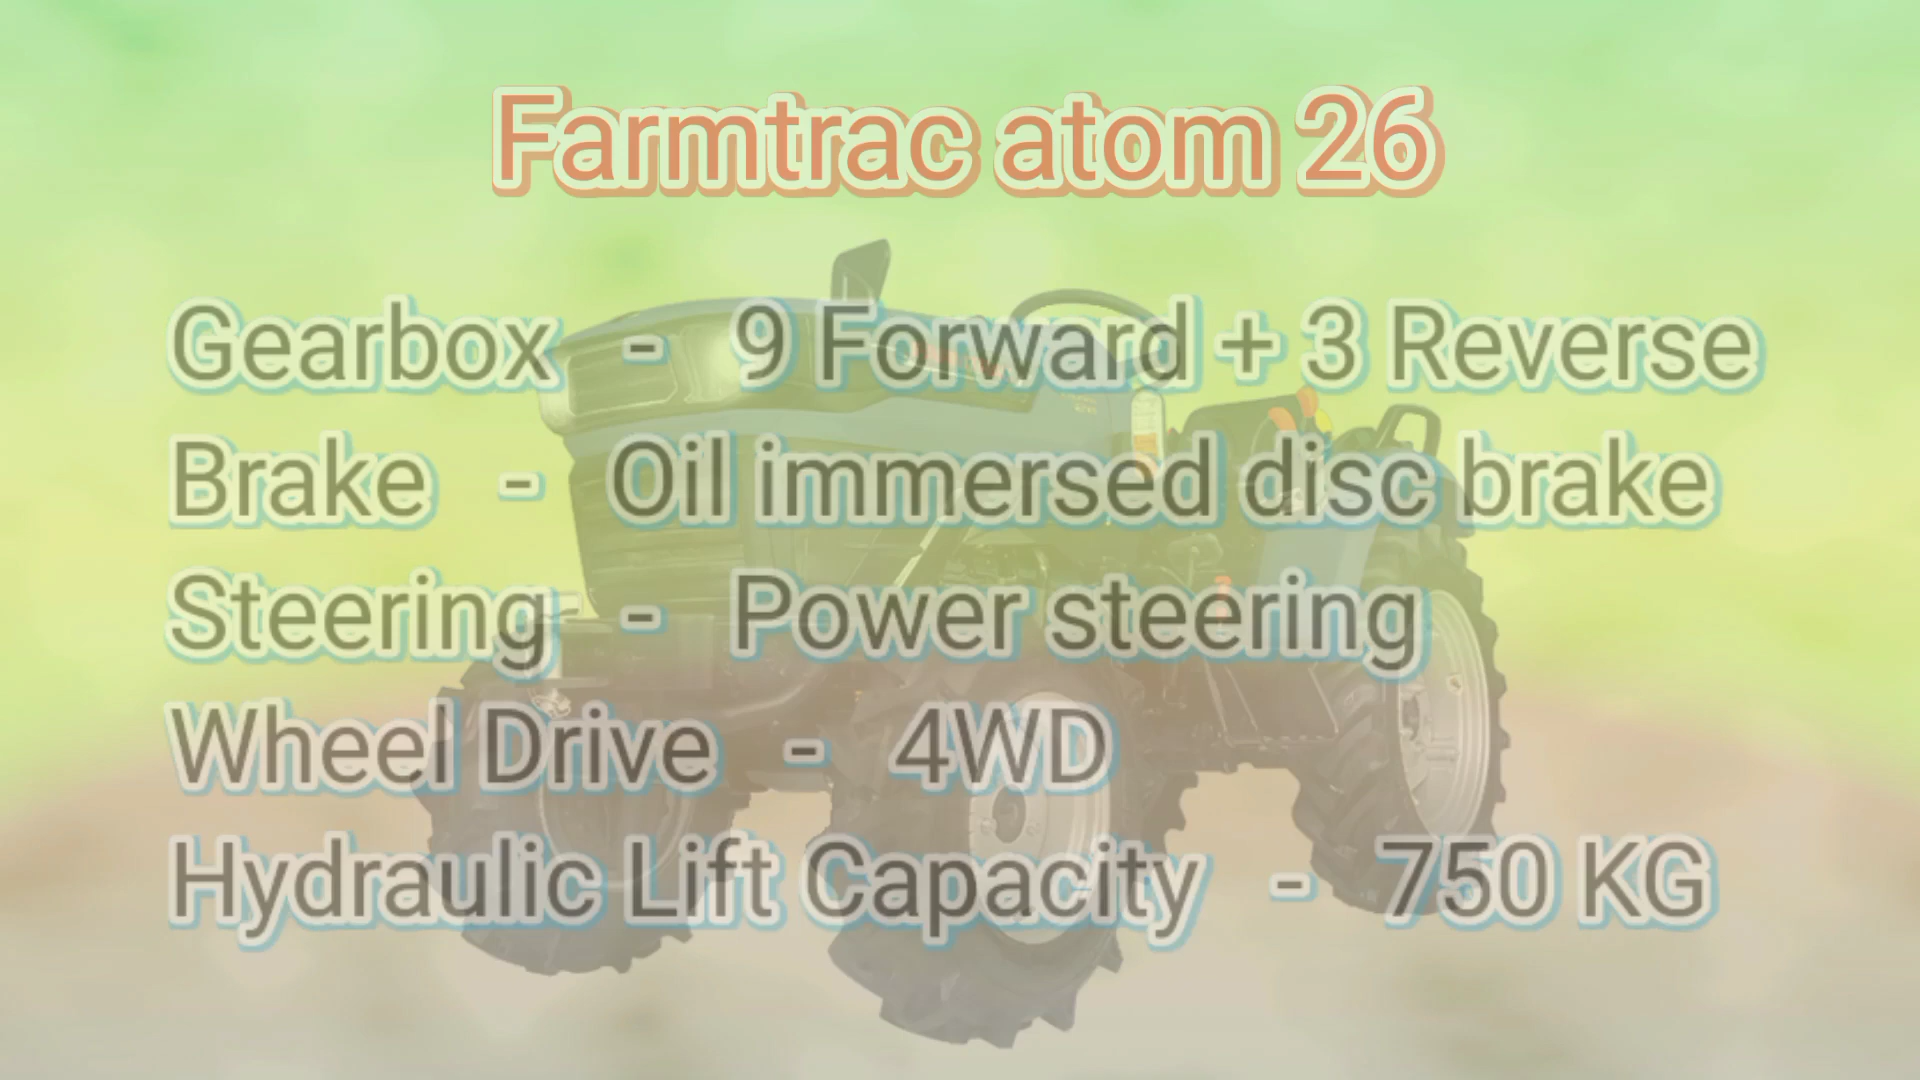 Farmtrac atom 26
Gearbox - 9 Forward + 3 Reverse
Brake - Oil immersed disc brake
Steering - Power steering
Wheel Drive - 4WD
Hydraulic Lift Capacity - 750 KG